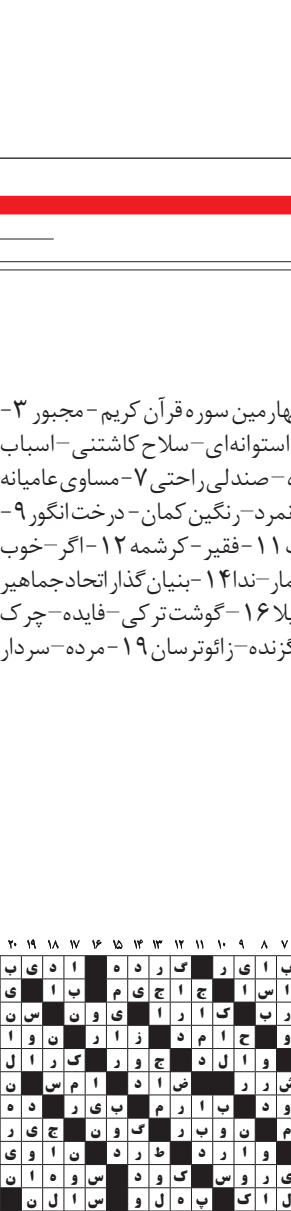 هارمین سوره قرآن کریم - مجبور ۳-
استوانه‌ای – سلاح کاشتنی – اسباب
– صندلی راحتی ۷ - مساوی عامیانه
نمرد – رنگین کمان - درخت انگور ۹-
۱۱ - فقیر - کرشمه ۱۲ - اگر – خوب
مار – ندا ۱۴ - بنیان گذار اتحاد جماهیر
یلا ۱۶ – گوشت ترکی – فایده – چرک
گزنده – زائوترسان ۱۹ - مرده – سردار
۷ ۸ ۹ ۱۰ ۱۱ ۱۲ ۱۳ ۱۴ ۱۵ ۱۶ ۱۷ ۱۸ ۱۹ ۲۰
ب ا ی ر گ ر د ه ا د ی ب
ا س ا ج ا ج ی م ب ا ی
ر ب ک ا ر ا ی و ن س ن
و ح ا م د ز ا ر ن و ا
و ا ل د ج و ر ک ر ا ل
ش ر ر ض ا د ا م س ن
و د ب ا ر م ب ی ر د ه
م ن و ب ر گ و ن ج ی ر
و ا ر د ط ر د ن ا و ی
ی ر و س ک و د س و ه ا ن
ل ا ک پ ه ل و س ا ل ن